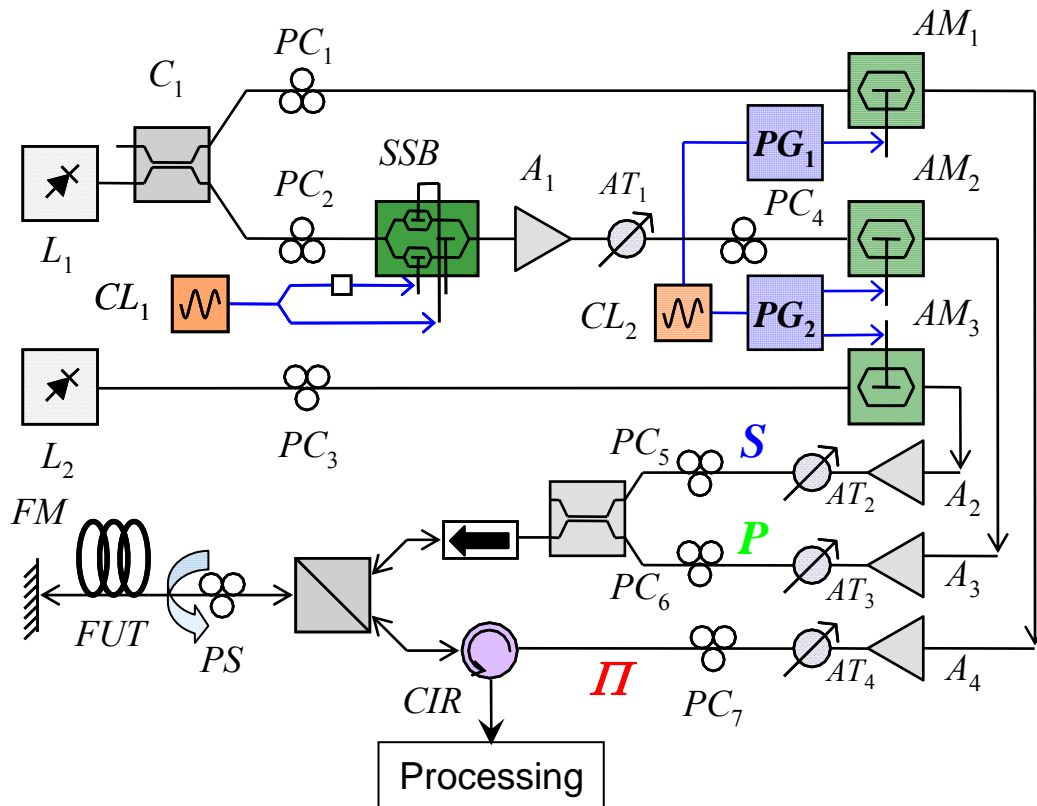 AM₁
PC₁
C₁
PG₁
SSB
A₁
AT₁
AM₂
PC₂
PC₄
L₁
CL₁
CL₂
PG₂
AM₃
L₂
PC₃
PC₅
S
AT₂
A₂
FM
P
PC₆
AT₃
A₃
FUT
PS
CIR
Π
PC₇
AT₄
A₄
Processing